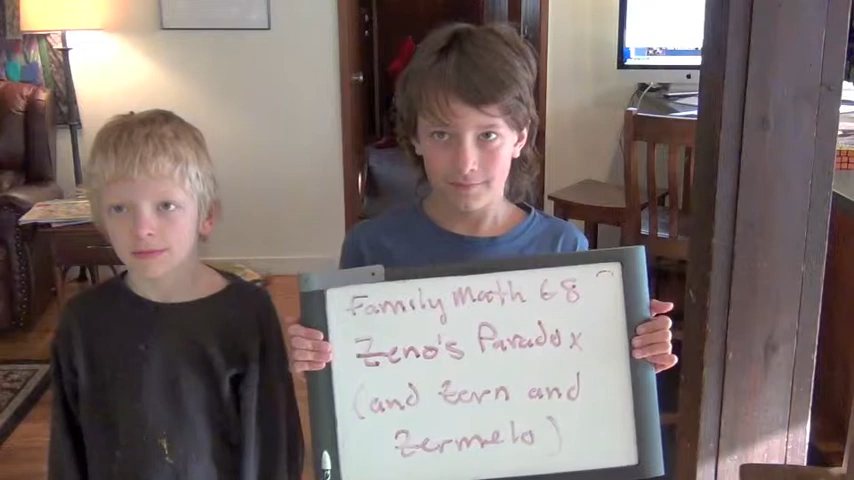 Family Math 68
Zeno's Paradox
(and Zorn and
Zermelo)